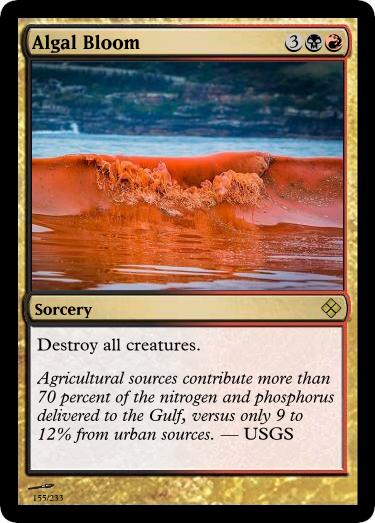 Algal Bloom 3
Sorcery
Destroy all creatures.
Agricultural sources contribute more than
70 percent of the nitrogen and phosphorus
delivered to the Gulf, versus only 9 to
12% from urban sources. — USGS
155/233